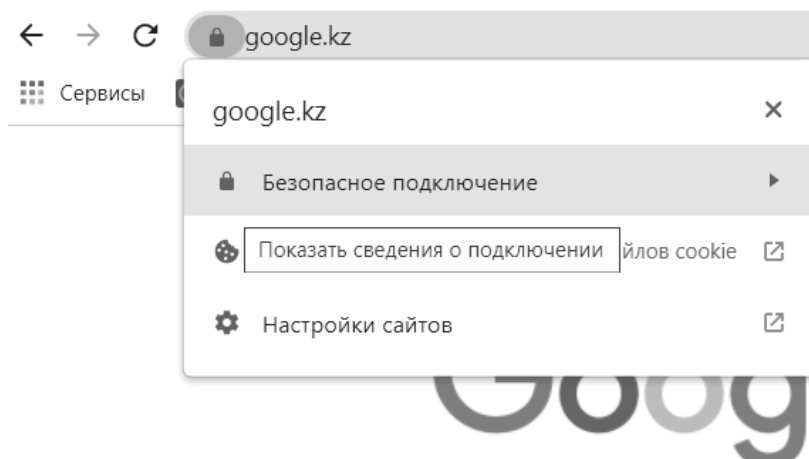 google.kz
Сервисы
google.kz
Безопасное подключение
Показать сведения о подключении йлов cookie
Настройки сайтов
Goog